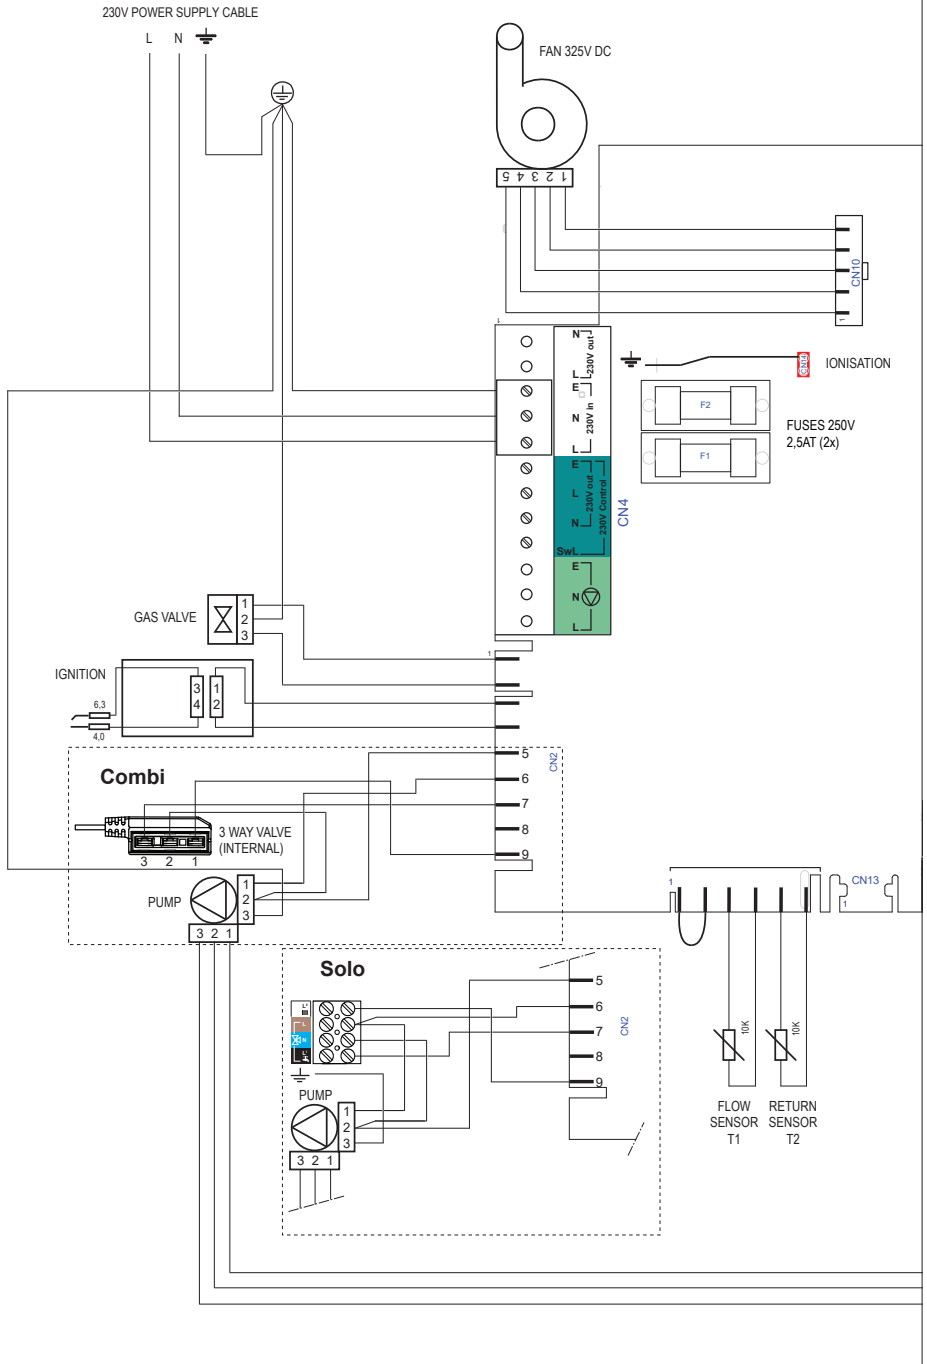 230V POWER SUPPLY CABLE
L N
FAN 325V DC
5 4 3 2 1
CN10
1
1
N
L
230V out
E
N
L
230V in
E
L
N
230V out
SwL
230V Control
E
N
L
CN4
CN14
IONISATION
F2
F1
FUSES 250V
2,5AT (2x)
GAS VALVE
1
2
3
1
IGNITION
6,3
4,0
3
4
1
2
Combi
5
6
7
8
9
CN2
3 WAY VALVE
(INTERNAL)
3 2 1
PUMP
1
2
3
3 2 1
1
CN13
1
Solo
L
N
5
6
7
8
9
CN2
PUMP
1
2
3
3 2 1
10K
10K
FLOW
SENSOR
T1
RETURN
SENSOR
T2